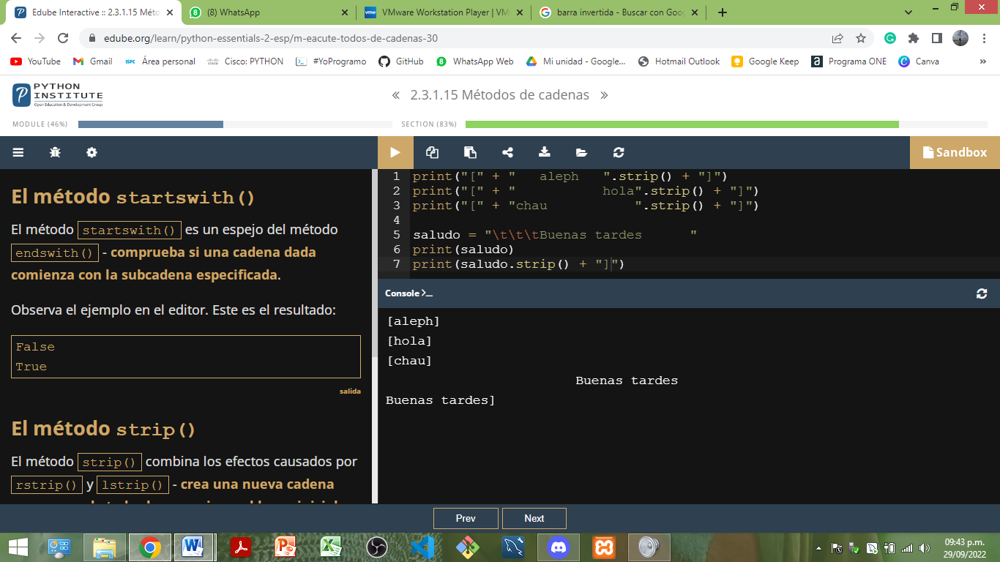 Edube Interactive :: 2.3.1.15 Méto
(8) WhatsApp
VMware Workstation Player | VM
barra invertida - Buscar con Goo
edube.org/learn/python-essentials-2-esp/m-eacute-todos-de-cadenas-30
YouTube Gmail Área personal Cisco: PYTHON #YoProgramo GitHub WhatsApp Web Mi unidad - Google... Hotmail Outlook Google Keep Programa ONE Canva »
PYTHON
INSTITUTE
Open Education & Development Group
« 2.3.1.15 Métodos de cadenas »
MODULE (46%) SECTION (83%)
Sandbox
El método startswith()
El método startswith() es un espejo del método
endswith() - comprueba si una cadena dada
comienza con la subcadena especificada.
Observa el ejemplo en el editor. Este es el resultado:
False
True
salida
El método strip()
El método strip() combina los efectos causados por
rstrip() y lstrip() - crea una nueva cadena
1 print("[" + "   aleph   ".strip() + "]")
2 print("[" + "           hola".strip() + "]")
3 print("[" + "chau           ".strip() + "]")
4
5 saludo = "\t\t\tBuenas tardes      "
6 print(saludo)
7 print(saludo.strip() + "]")
Console >_
[aleph]
[hola]
[chau]
Buenas tardes
Buenas tardes]
Prev Next
09:43 p.m.
29/09/2022